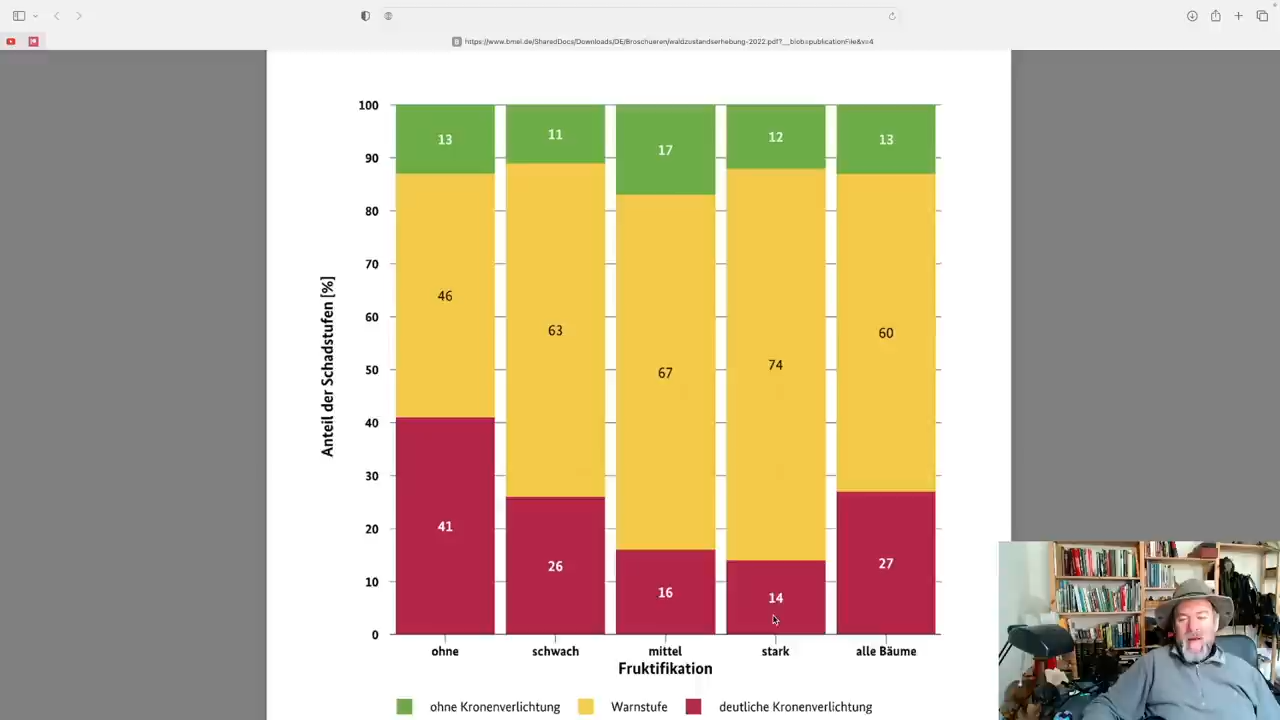 https://www.bmel.de/SharedDocs/Downloads/DE/Broschueren/waldzustandserhebung-2022.pdf?__blob=publicationFile&v=4
100
90
80
70
60
50
40
30
20
10
0
Anteil der Schadstufen [%]
13
11
17
12
13
46
63
67
74
60
41
26
16
14
27
ohne
schwach
mittel
stark
alle Bäume
Fruktifikation
ohne Kronenverlichtung
Warnstufe
deutliche Kronenverlichtung